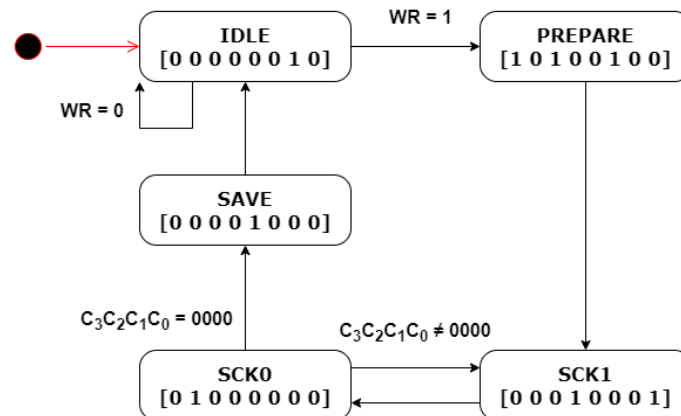 IDLE
[0 0 0 0 0 0 1 0]
WR = 1
PREPARE
[1 0 1 0 0 1 0 0]
WR = 0
SAVE
[0 0 0 0 1 0 0 0]
C₃C₂C₁C₀ = 0000
C₃C₂C₁C₀ ≠ 0000
SCK0
[0 1 0 0 0 0 0 0]
SCK1
[0 0 0 1 0 0 0 1]